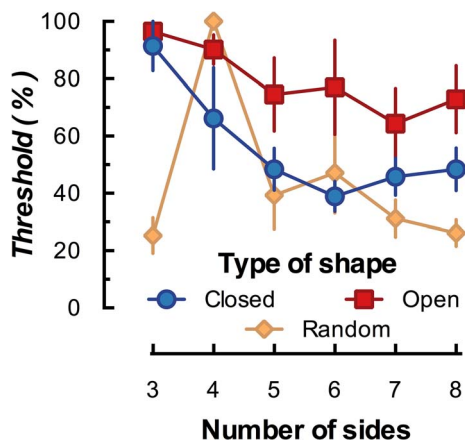 100
80
60
40
20
0
Threshold (%)
Type of shape
Closed Open
Random
3 4 5 6 7 8
Number of sides